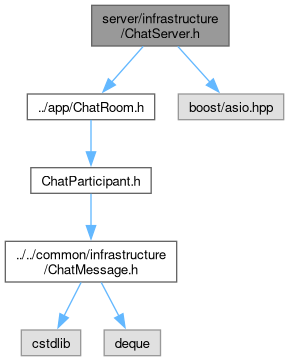 server/infrastructure
/ChatServer.h
../app/ChatRoom.h
boost/asio.hpp
ChatParticipant.h
../../common/infrastructure
/ChatMessage.h
cstdlib
deque